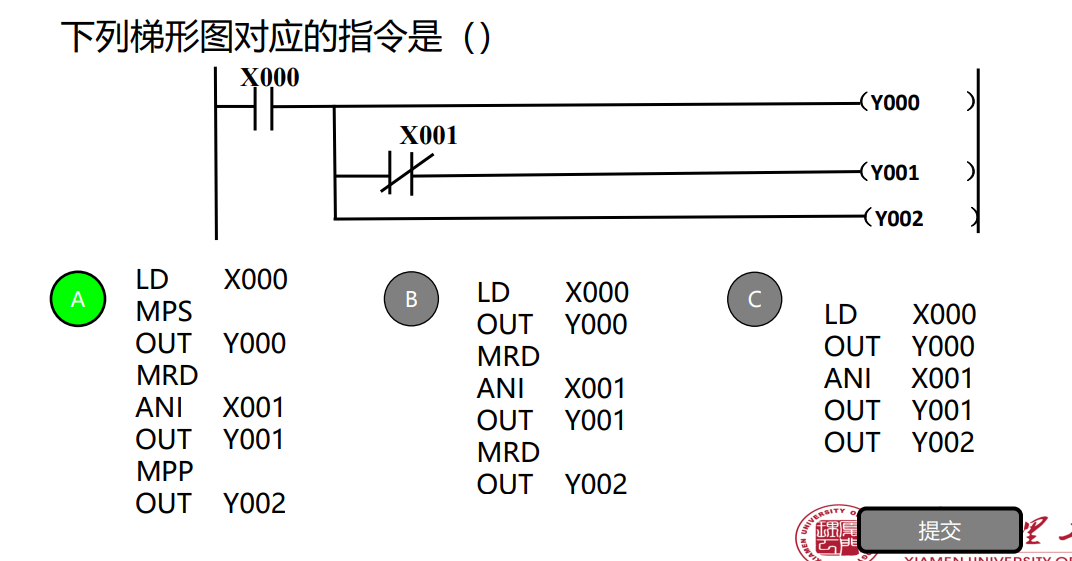 下列梯形图对应的指令是（）
X000
Y000
X001
Y001
Y002
A
LD X000
MPS
OUT Y000
MRD
ANI X001
OUT Y001
MPP
OUT Y002
B
LD X000
OUT Y000
MRD
ANI X001
OUT Y001
MRD
OUT Y002
C
LD X000
OUT Y000
ANI X001
OUT Y001
OUT Y002
提交
理
XIAMEN UNIVERSITY OF